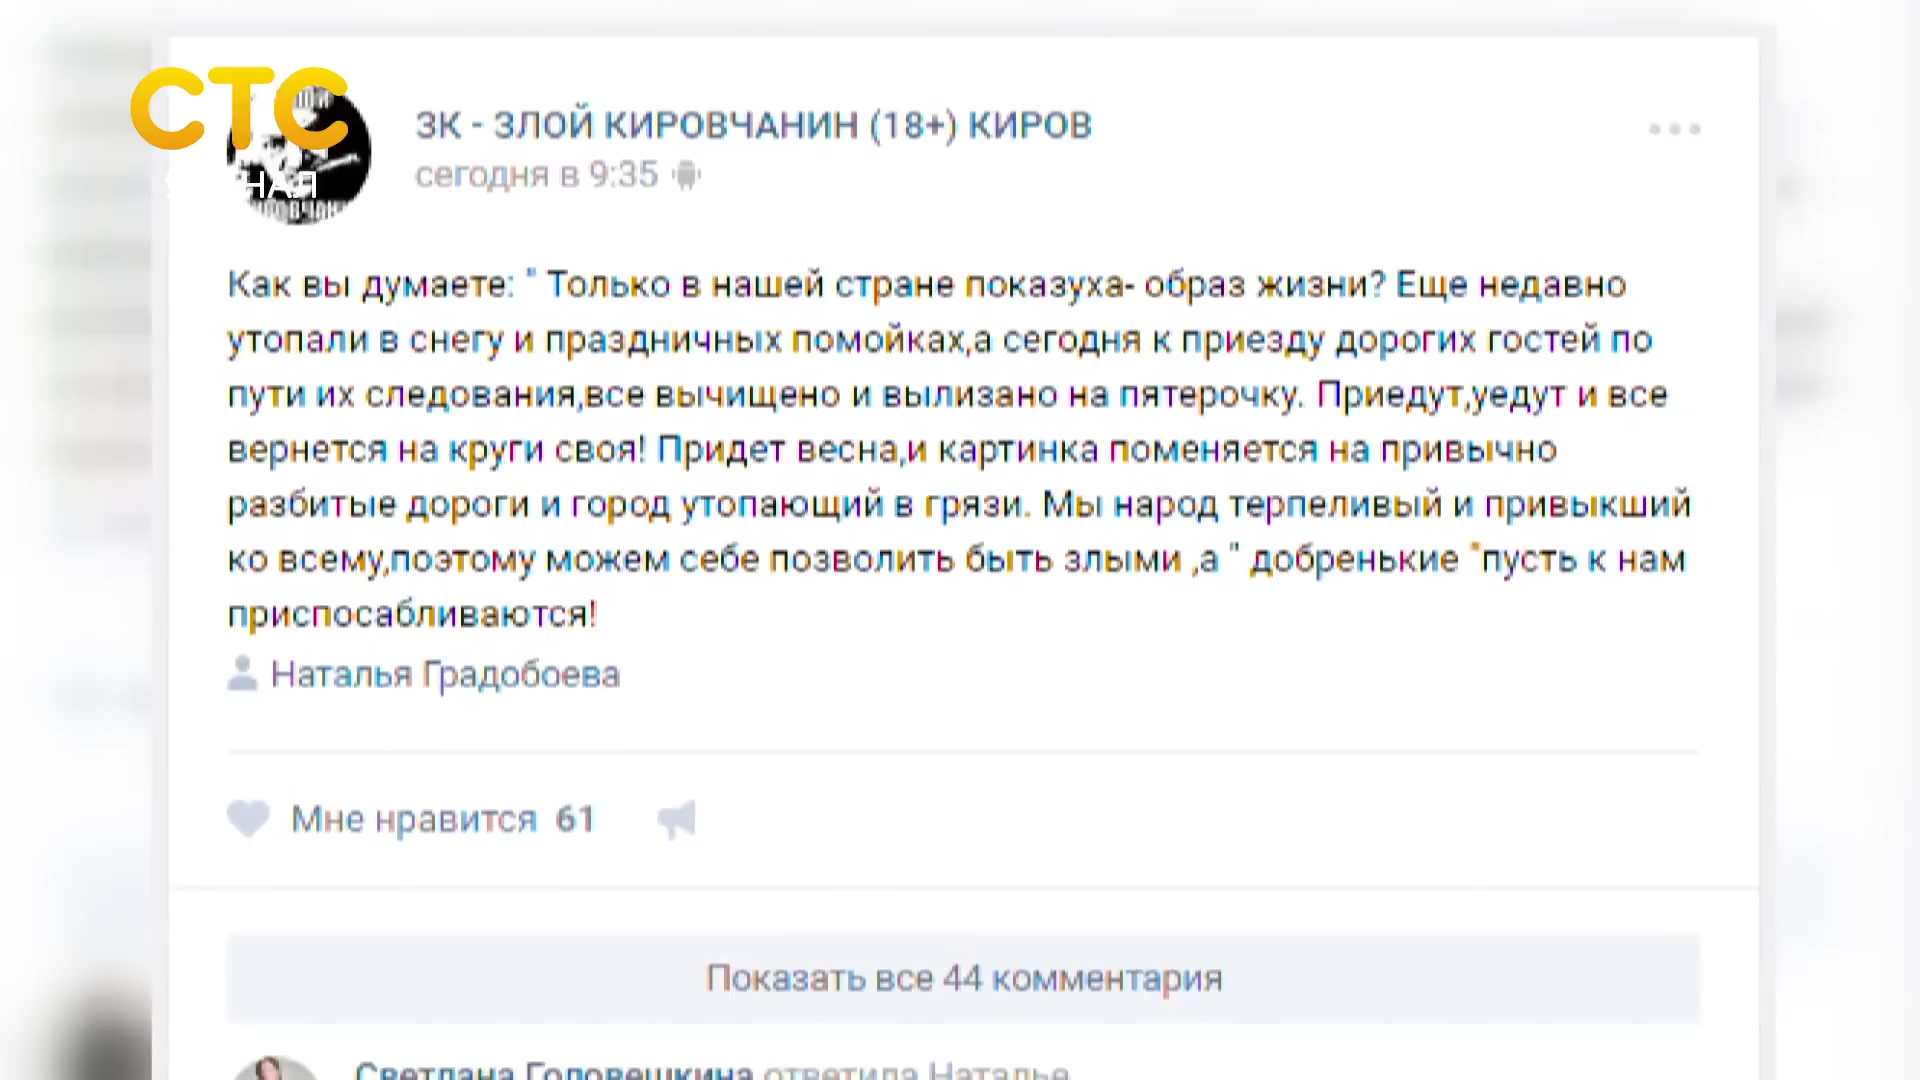 СТС
ЗК - ЗЛОЙ КИРОВЧАНИН (18+) КИРОВ
сегодня в 9:35
Как вы думаете: " Только в нашей стране показуха- образ жизни? Еще недавно
утопали в снегу и праздничных помойках,а сегодня к приезду дорогих гостей по
пути их следования,все вычищено и вылизано на пятерочку. Приедут,уедут и все
вернется на круги своя! Придет весна,и картинка поменяется на привычно
разбитые дороги и город утопающий в грязи. Мы народ терпеливый и привыкший
ко всему,поэтому можем себе позволить быть злыми ,а " добренькие "пусть к нам
приспосабливаются!
Наталья Градобоева
Мне нравится 61
Показать все 44 комментария
Светлана Головешкина ответила Наталье